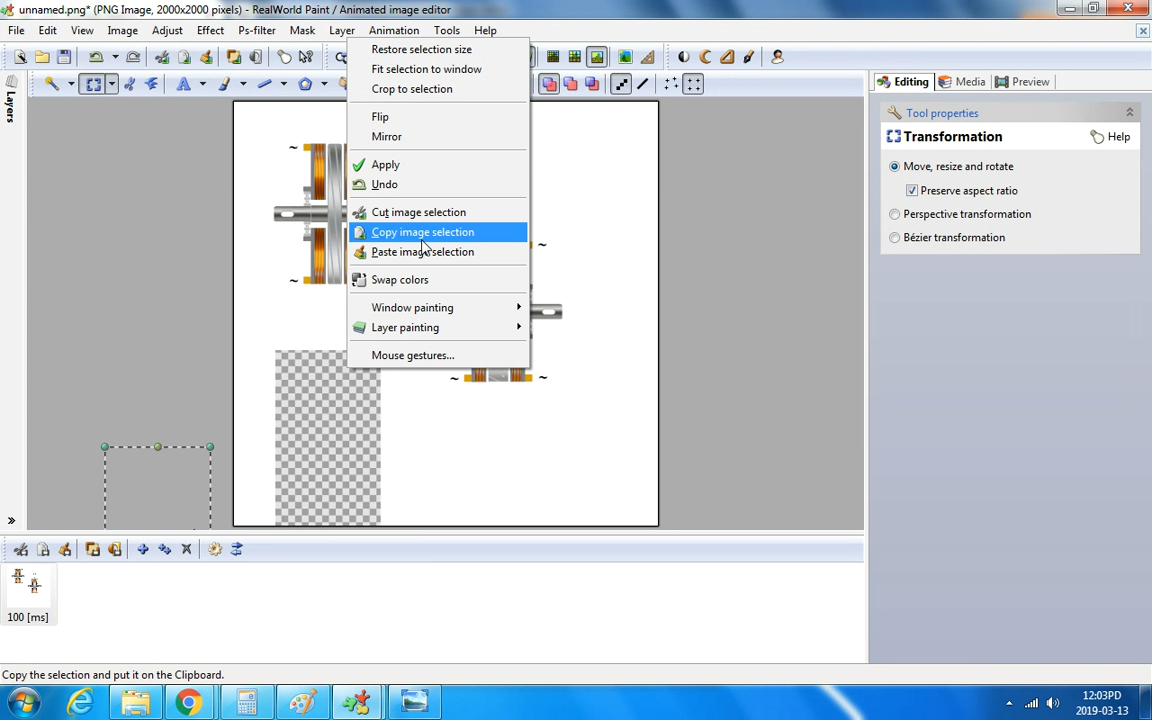 unnamed.png* (PNG Image, 2000x2000 pixels) - RealWorld Paint / Animated image editor
File Edit View Image Adjust Effect Ps-filter Mask Layer Animation Tools Help
Layers
Restore selection size
Fit selection to window
Crop to selection
Flip
Mirror
Apply
Undo
Cut image selection
Copy image selection
Paste image selection
Swap colors
Window painting
Layer painting
Mouse gestures...
~
~
~
~
~
Editing Media Preview
Tool properties
Transformation Help
Move, resize and rotate
Preserve aspect ratio
Perspective transformation
Bézier transformation
100 [ms]
Copy the selection and put it on the Clipboard.
12:03PD
2019-03-13